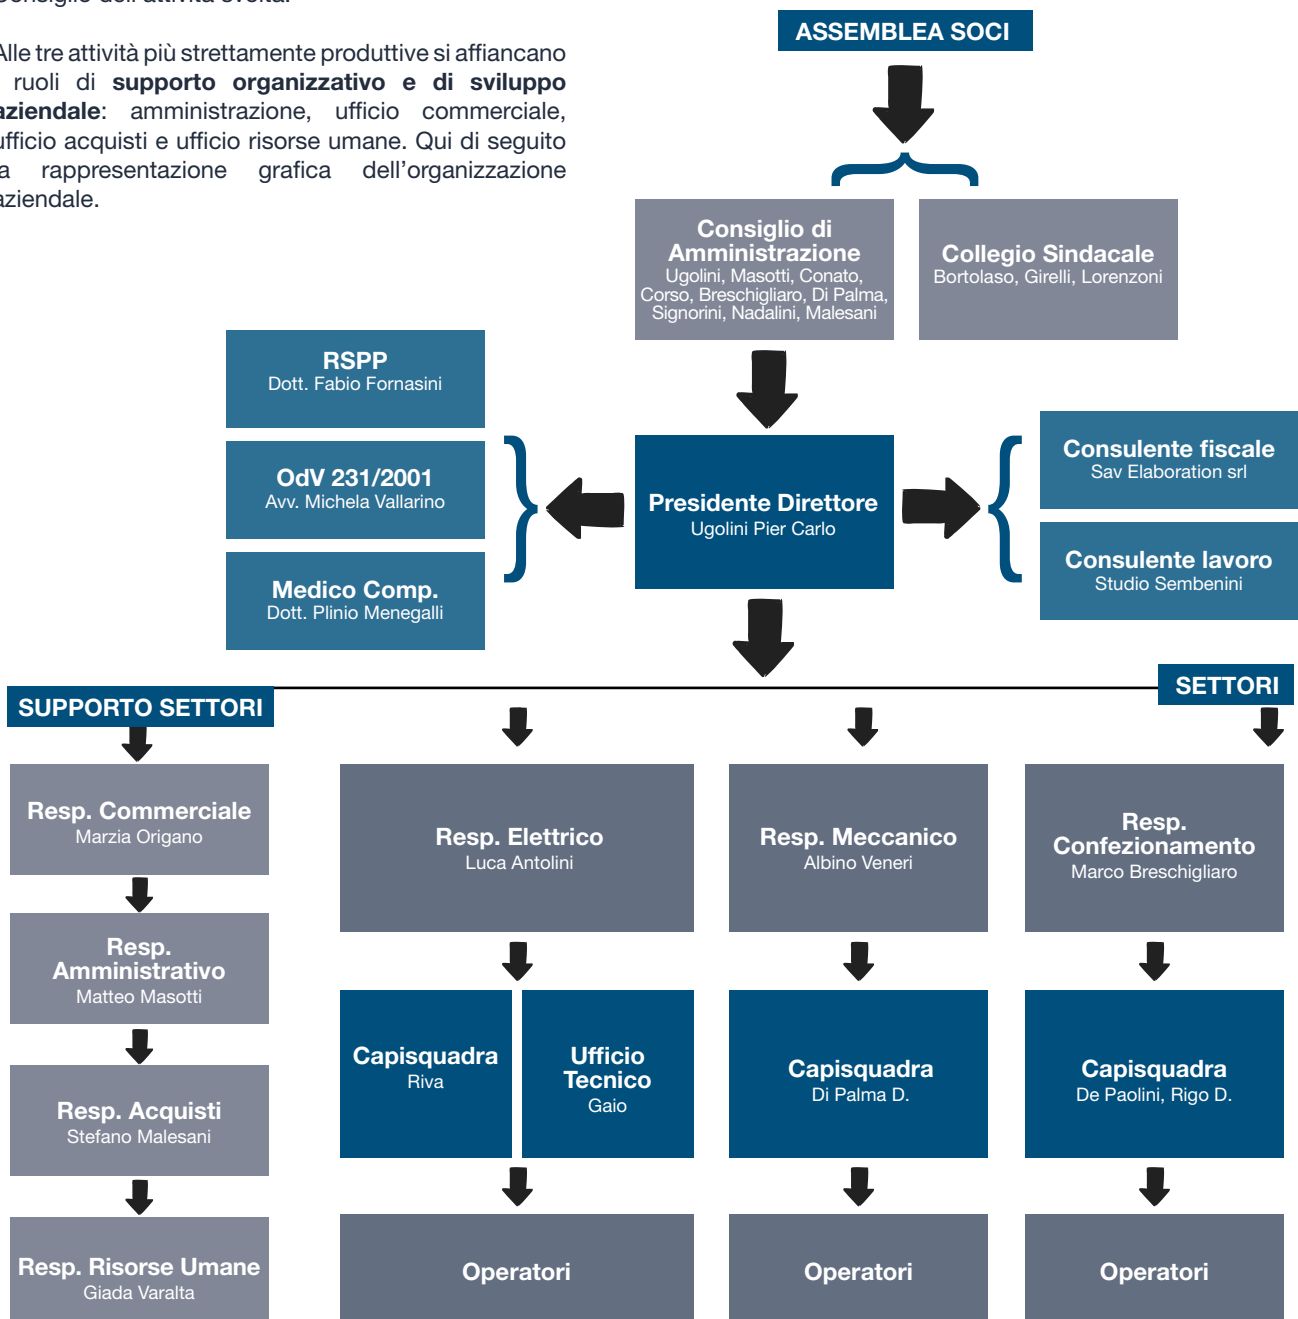 Consiglio dell'attività svolta.
Alle tre attività più strettamente produttive si affiancano
ruoli di supporto organizzativo e di sviluppo
aziendale: amministrazione, ufficio commerciale,
ufficio acquisti e ufficio risorse umane. Qui di seguito
la rappresentazione grafica dell'organizzazione
aziendale.
ASSEMBLEA SOCI
Consiglio di
Amministrazione
Ugolini, Masotti, Conato,
Corso, Breschigliaro, Di Palma,
Signorini, Nadalini, Malesani
Collegio Sindacale
Bortolaso, Girelli, Lorenzoni
RSPP
Dott. Fabio Fornasini
OdV 231/2001
Avv. Michela Vallarino
Medico Comp.
Dott. Plinio Menegalli
Presidente Direttore
Ugolini Pier Carlo
Consulente fiscale
Sav Elaboration srl
Consulente lavoro
Studio Sembenini
SUPPORTO SETTORI
SETTORI
Resp. Commerciale
Marzia Origano
Resp.
Amministrativo
Matteo Masotti
Resp. Acquisti
Stefano Malesani
Resp. Risorse Umane
Giada Varalta
Resp. Elettrico
Luca Antolini
Capisquadra
Riva
Ufficio
Tecnico
Gaio
Operatori
Resp. Meccanico
Albino Veneri
Capisquadra
Di Palma D.
Operatori
Resp.
Confezionamento
Marco Breschigliaro
Capisquadra
De Paolini, Rigo D.
Operatori